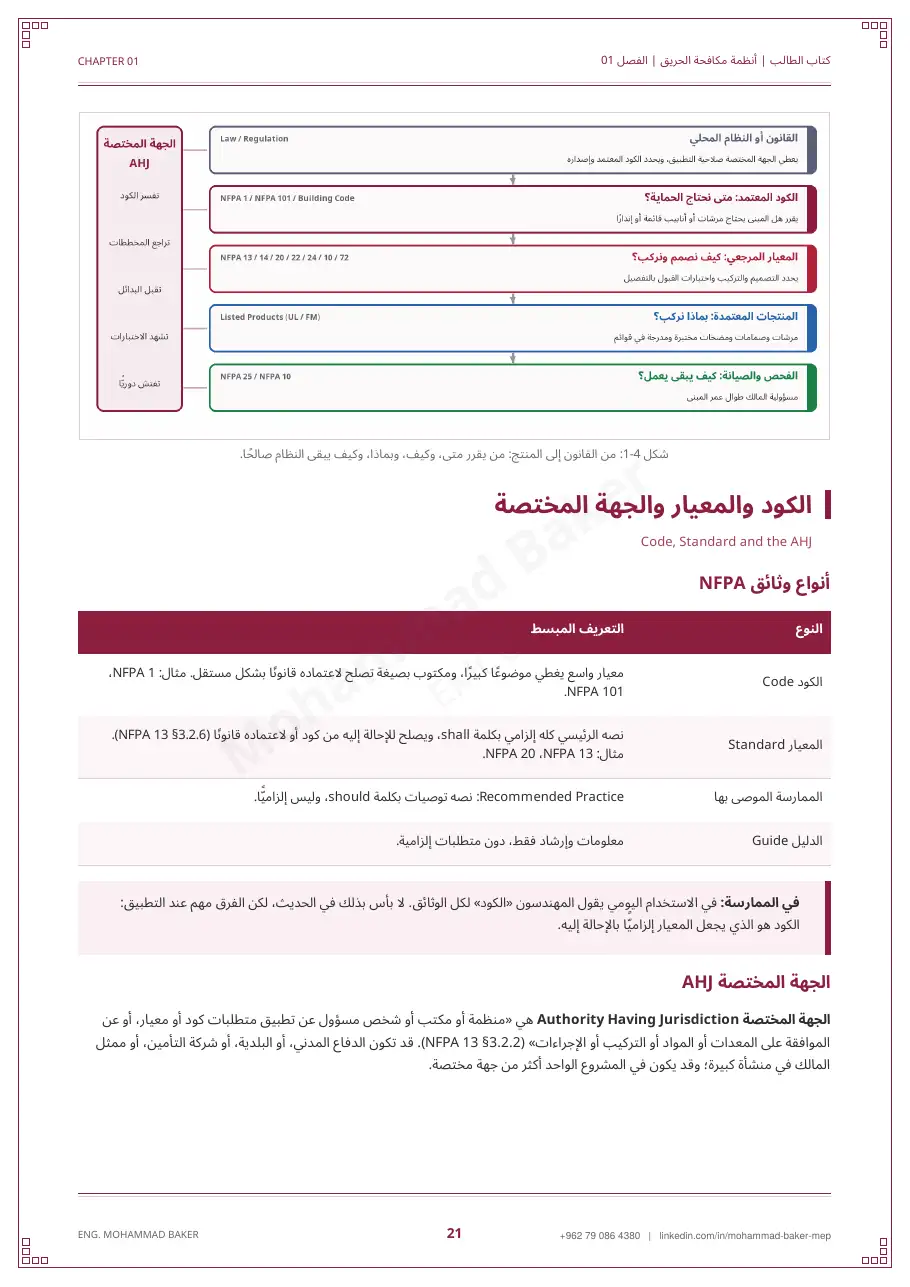 كتاب الطالب | أنظمة مكافحة الحريق | الفصل 01
CHAPTER 01
القانون أو النظام المحلي
Law / Regulation
يعطي الجهة المختصة صلاحية التطبيق، ويحدد الكود المعتمد وإصداره
الكود المعتمد: متى نحتاج الحماية؟
NFPA 1 / NFPA 101 / Building Code
يقرر هل المبنى يحتاج مرشات أو أنابيب قائمة أو إنذارًا
المعيار المرجعي: كيف نصمم ونركب؟
NFPA 13 / 14 / 20 / 22 / 24 / 10 / 72
يحدد التصميم والتركيب واختبارات القبول بالتفصيل
المنتجات المعتمدة: بماذا نركب؟
Listed Products (UL / FM)
مرشات وصمامات ومضخات مختبرة ومدرجة في قوائم
الفحص والصيانة: كيف يبقى يعمل؟
NFPA 25 / NFPA 10
مسؤولية المالك طوال عمر المبنى
الجهة المختصة
AHJ
تفسر الكود
تراجع المخططات
تقبل البدائل
تشهد الاختبارات
تفتش دوريًّا
شكل 4-1: من القانون إلى المنتج: من يقرر متى، وكيف، وبماذا، وكيف يبقى النظام صالحًا.
الكود والمعيار والجهة المختصة
Code, Standard and the AHJ
أنواع وثائق NFPA
النوع
التعريف المبسط
الكود Code
معيار واسع يغطي موضوعًا كبيرًا، ومكتوب بصيغة تصلح لاعتماده قانونًا بشكل مستقل. مثال: NFPA 1،
NFPA 101.
المعيار Standard
نصه الرئيسي كله إلزامي بكلمة shall، ويصلح للإحالة إليه من كود أو لاعتماده قانونًا (NFPA 13 §3.2.6).
مثال: NFPA 13، NFPA 20.
الممارسة الموصى بها
Recommended Practice: نصه توصيات بكلمة should، وليس إلزاميًّا.
الدليل Guide
معلومات وإرشاد فقط، دون متطلبات إلزامية.
في الممارسة: في الاستخدام اليومي يقول المهندسون «الكود» لكل الوثائق. لا بأس بذلك في الحديث، لكن الفرق مهم عند التطبيق:
الكود هو الذي يجعل المعيار إلزاميًا بالإحالة إليه.
الجهة المختصة AHJ
الجهة المختصة Authority Having Jurisdiction هي «منظمة أو مكتب أو شخص مسؤول عن تطبيق متطلبات كود أو معيار، أو عن
الموافقة على المعدات أو المواد أو التركيب أو الإجراءات» (NFPA 13 §3.2.2). قد تكون الدفاع المدني، أو البلدية، أو شركة التأمين، أو ممثل
المالك في منشأة كبيرة؛ وقد يكون في المشروع الواحد أكثر من جهة مختصة.
Mohammad Baker
ENG. MOHAMMAD BAKER
21
+962 79 086 4380 | linkedin.com/in/mohammad-baker-mep